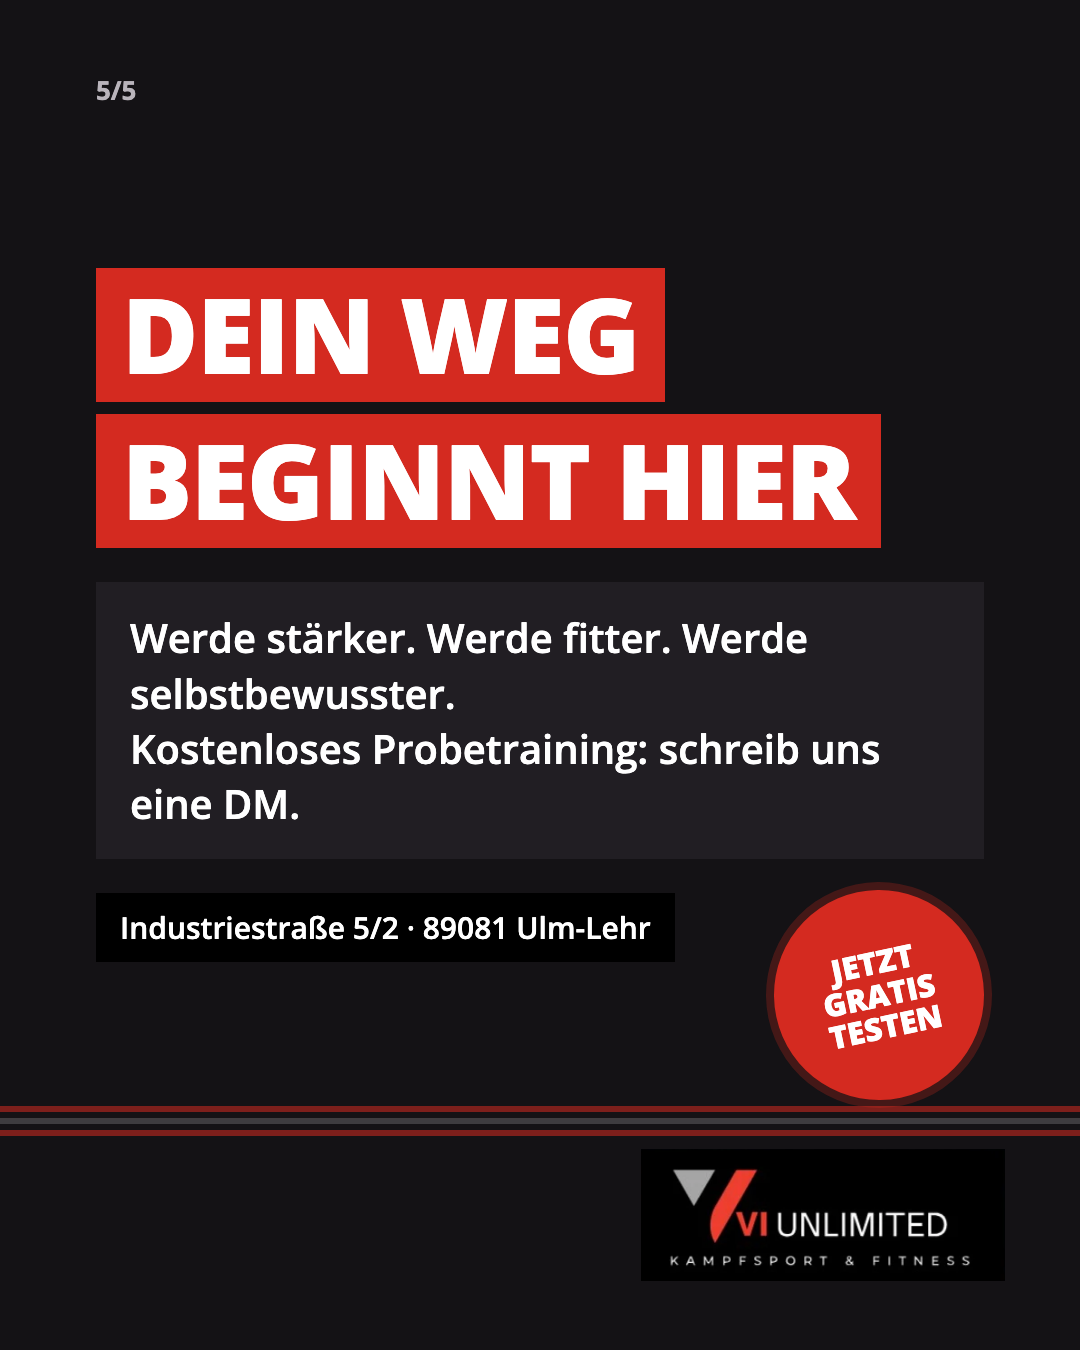 5/5
DEIN WEG
BEGINNT HIER
Werde stärker. Werde fitter. Werde
selbstbewusster.
Kostenloses Probetraining: schreib uns
eine DM.
Industriestraße 5/2 · 89081 Ulm-Lehr
JETZT
GRATIS
TESTEN
VI UNLIMITED
KAMPFSPORT & FITNESS